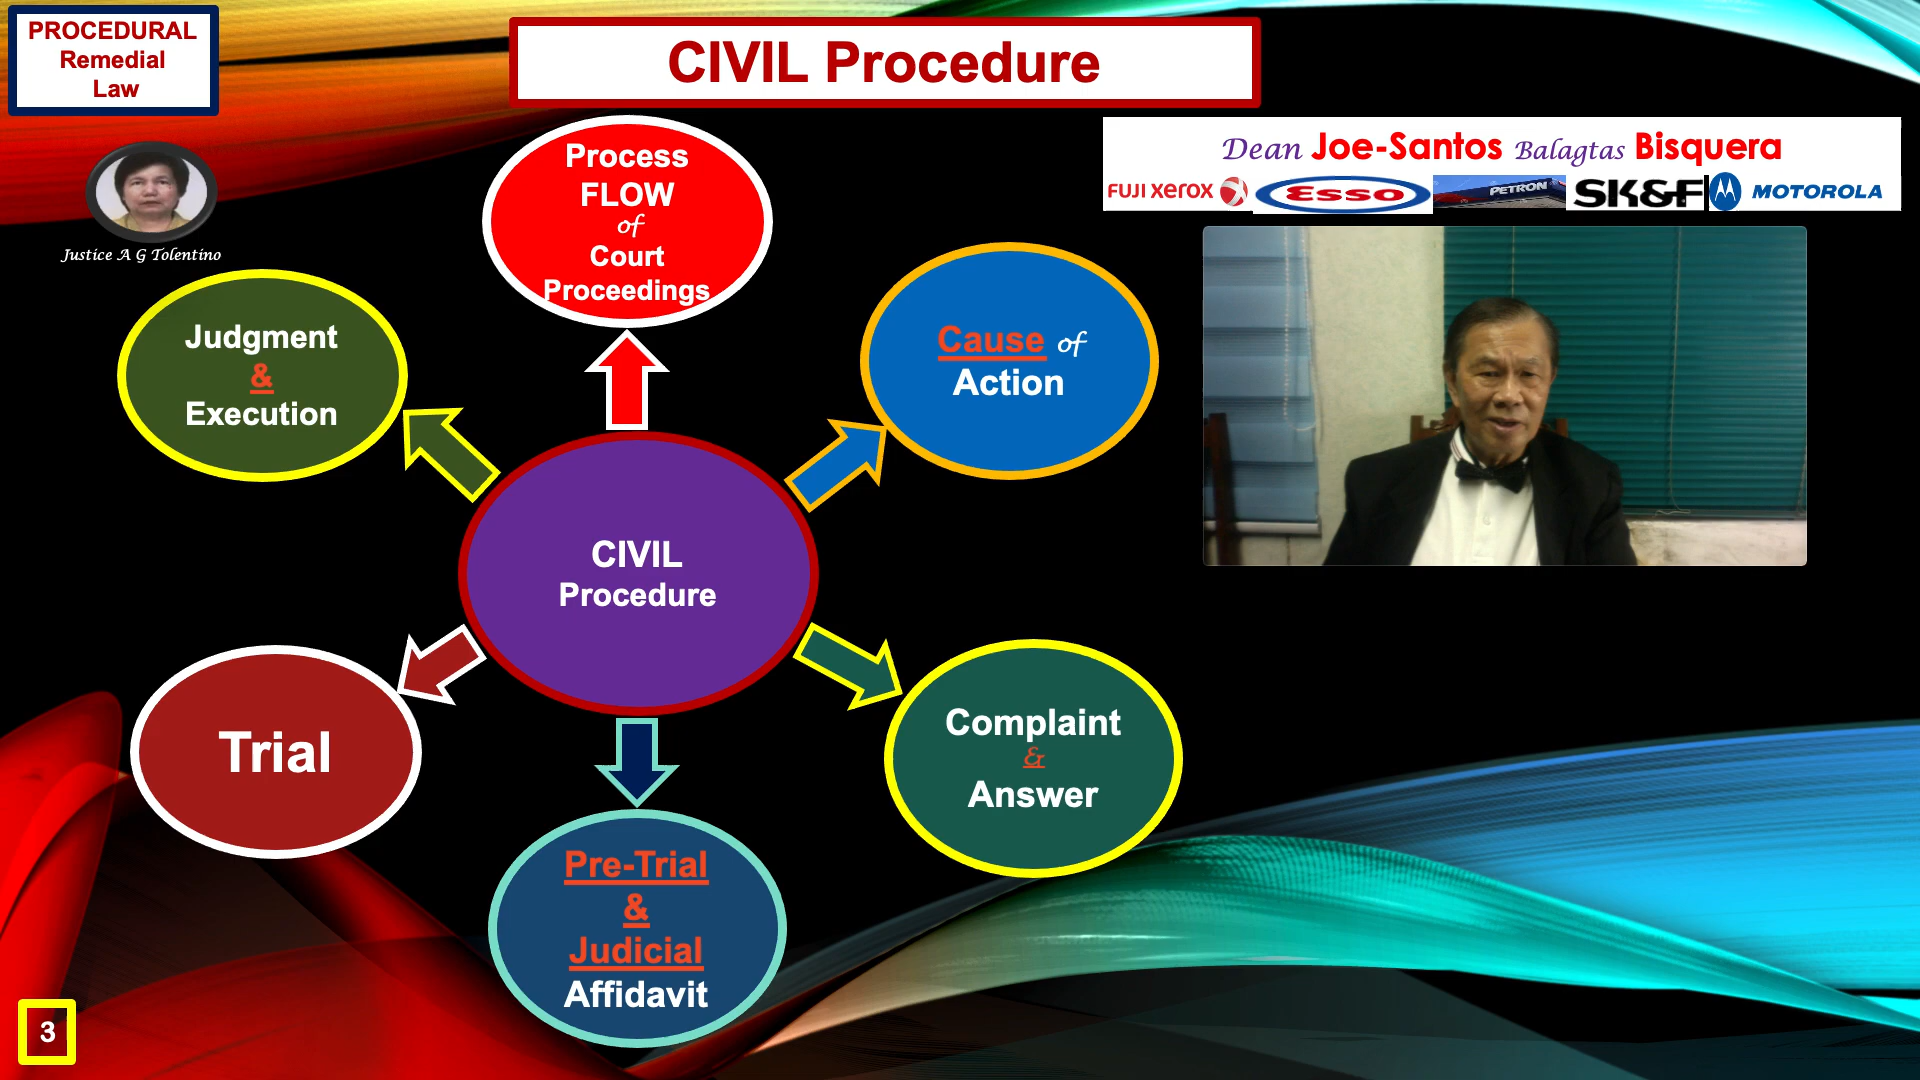 PROCEDURAL
Remedial
Law
CIVIL Procedure
Dean Joe-Santos Balagtas Bisquera
FUJI XEROX Esso PETRON SK&F MOTOROLA
Justice A G Tolentino
Process
FLOW
of
Court
Proceedings
Cause of
Action
Judgment
&
Execution
CIVIL
Procedure
Complaint
&
Answer
Trial
Pre-Trial
&
Judicial
Affidavit
3